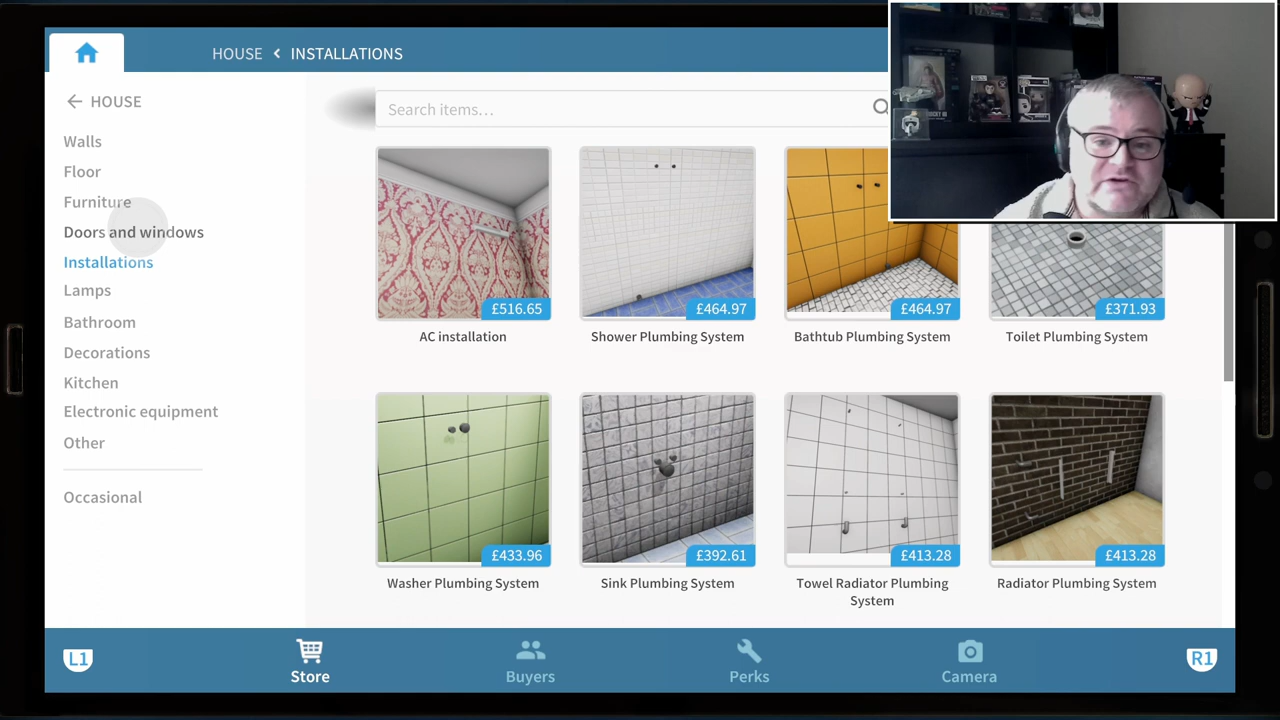 HOUSE < INSTALLATIONS
HOUSE
Walls
Floor
Furniture
Doors and windows
Installations
Lamps
Bathroom
Decorations
Kitchen
Electronic equipment
Other
Occasional
Search items...
£516.65
AC installation
£464.97
Shower Plumbing System
£464.97
Bathtub Plumbing System
£371.93
Toilet Plumbing System
£433.96
Washer Plumbing System
£392.61
Sink Plumbing System
£413.28
Towel Radiator Plumbing
System
£413.28
Radiator Plumbing System
L1
Store
Buyers
Perks
Camera
R1